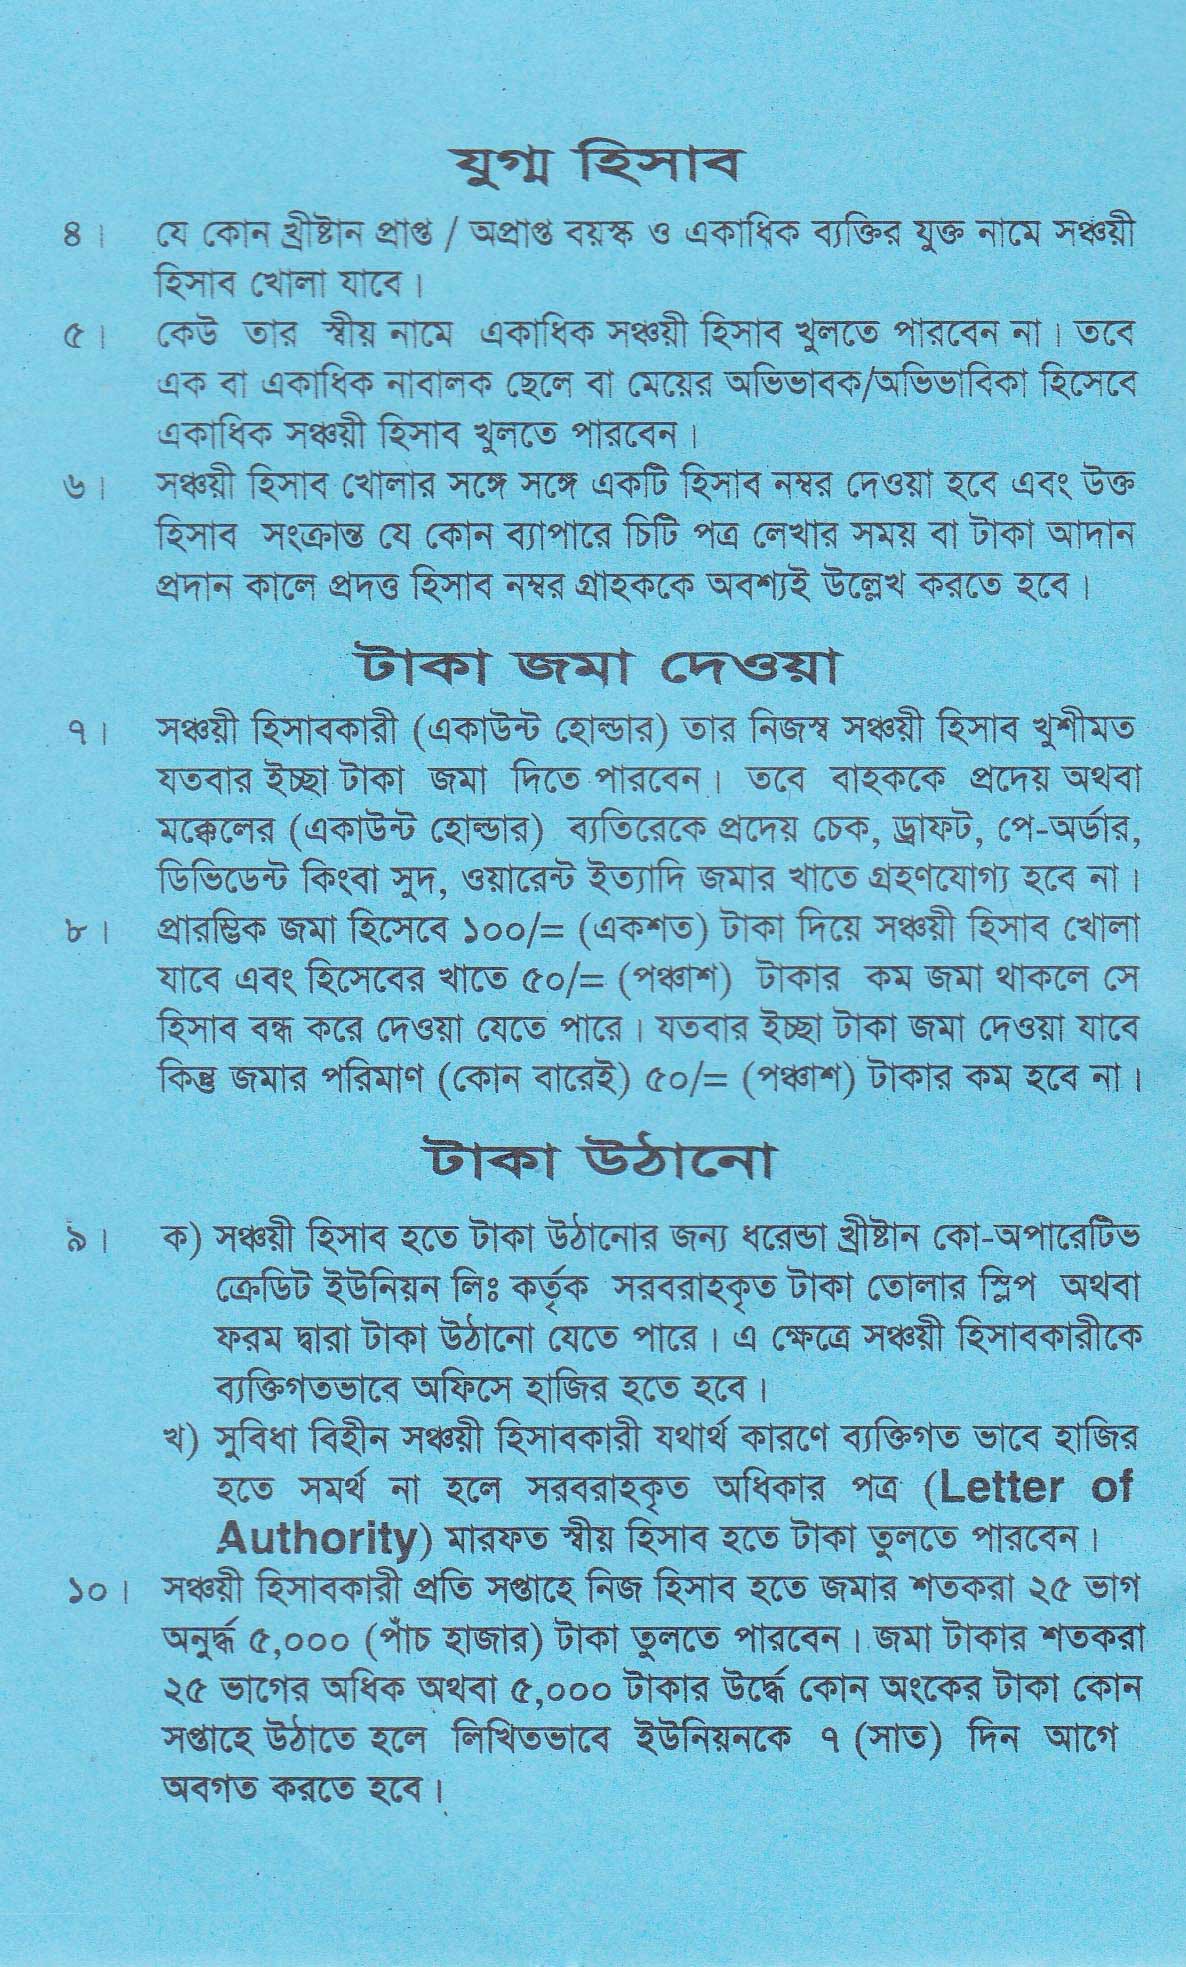 যুগ্ম হিসাব
৪। যে কোন খ্রীষ্টান প্রাপ্ত / অপ্রাপ্ত বয়স্ক ও একাধিক ব্যক্তির যুক্ত নামে সঞ্চয়ী
হিসাব খোলা যাবে।
৫। কেউ তার স্বীয় নামে একাধিক সঞ্চয়ী হিসাব খুলতে পারবেন না। তবে
এক বা একাধিক নাবালক ছেলে বা মেয়ের অভিভাবক/অভিভাবিকা হিসেবে
একাধিক সঞ্চয়ী হিসাব খুলতে পারবেন।
৬। সঞ্চয়ী হিসাব খোলার সঙ্গে সঙ্গে একটি হিসাব নম্বর দেওয়া হবে এবং উক্ত
হিসাব সংক্রান্ত যে কোন ব্যাপারে চিটি পত্র লেখার সময় বা টাকা আদান
প্রদান কালে প্রদত্ত হিসাব নম্বর গ্রাহককে অবশ্যই উল্লেখ করতে হবে।
টাকা জমা দেওয়া
৭। সঞ্চয়ী হিসাবকারী (একাউন্ট হোল্ডার) তার নিজস্ব সঞ্চয়ী হিসাব খুশীমত
যতবার ইচ্ছা টাকা জমা দিতে পারবেন। তবে বাহককে প্রদেয় অথবা
মক্কেলের (একাউন্ট হোল্ডার) ব্যতিরেকে প্রদেয় চেক, ড্রাফট, পে-অর্ডার,
ডিভিডেন্ট কিংবা সুদ, ওয়ারেন্ট ইত্যাদি জমার খাতে গ্রহণযোগ্য হবে না।
৮। প্রারম্ভিক জমা হিসেবে ১০০/= (একশত) টাকা দিয়ে সঞ্চয়ী হিসাব খোলা
যাবে এবং হিসেবের খাতে ৫০/= (পঞ্চাশ) টাকার কম জমা থাকলে সে
হিসাব বন্ধ করে দেওয়া যেতে পারে। যতবার ইচ্ছা টাকা জমা দেওয়া যাবে
কিন্তু জমার পরিমাণ (কোন বারেই) ৫০/= (পঞ্চাশ) টাকার কম হবে না।
টাকা উঠানো
৯। ক) সঞ্চয়ী হিসাব হতে টাকা উঠানোর জন্য ধরেন্ডা খ্রীষ্টান কো-অপারেটিভ
ক্রেডিট ইউনিয়ন লিঃ কর্তৃক সরবরাহকৃত টাকা তোলার স্লিপ অথবা
ফরম দ্বারা টাকা উঠানো যেতে পারে। এ ক্ষেত্রে সঞ্চয়ী হিসাবকারীকে
ব্যক্তিগতভাবে অফিসে হাজির হতে হবে।
খ) সুবিধা বিহীন সঞ্চয়ী হিসাবকারী যথার্থ কারণে ব্যক্তিগত ভাবে হাজির
হতে সমর্থ না হলে সরবরাহকৃত অধিকার পত্র (Letter of
Authority) মারফত স্বীয় হিসাব হতে টাকা তুলতে পারবেন।
১০। সঞ্চয়ী হিসাবকারী প্রতি সপ্তাহে নিজ হিসাব হতে জমার শতকরা ২৫ ভাগ
অনুর্দ্ধ ৫,০০০ (পাঁচ হাজার) টাকা তুলতে পারবেন। জমা টাকার শতকরা
২৫ ভাগের অধিক অথবা ৫,০০০ টাকার উর্দ্ধে কোন অংকের টাকা কোন
সপ্তাহে উঠাতে হলে লিখিতভাবে ইউনিয়নকে ৭ (সাত) দিন আগে
অবগত করতে হবে।